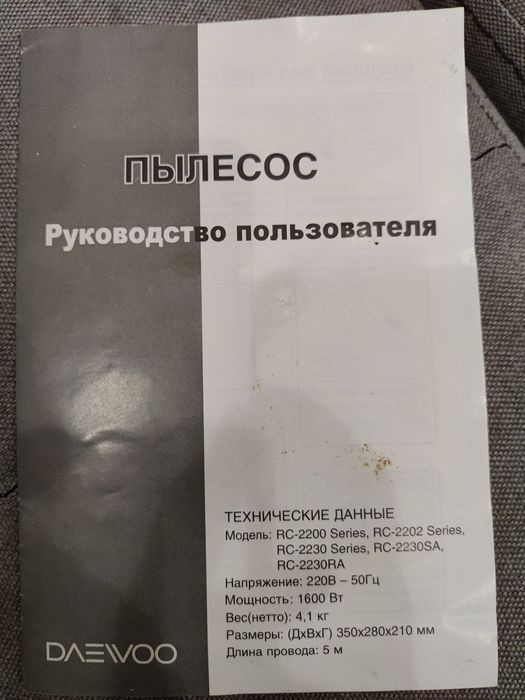 ПЫЛЕСОС
Руководство пользователя
ТЕХНИЧЕСКИЕ ДАННЫЕ
Модель: RC-2200 Series, RC-2202 Series,
RC-2230 Series, RC-2230SA,
RC-2230RA
Напряжение: 220В – 50Гц
Мощность: 1600 Вт
Вес(нетто): 4,1 кг
Размеры: (ДхВхГ) 350х280х210 мм
Длина провода: 5 м
DAEWOO